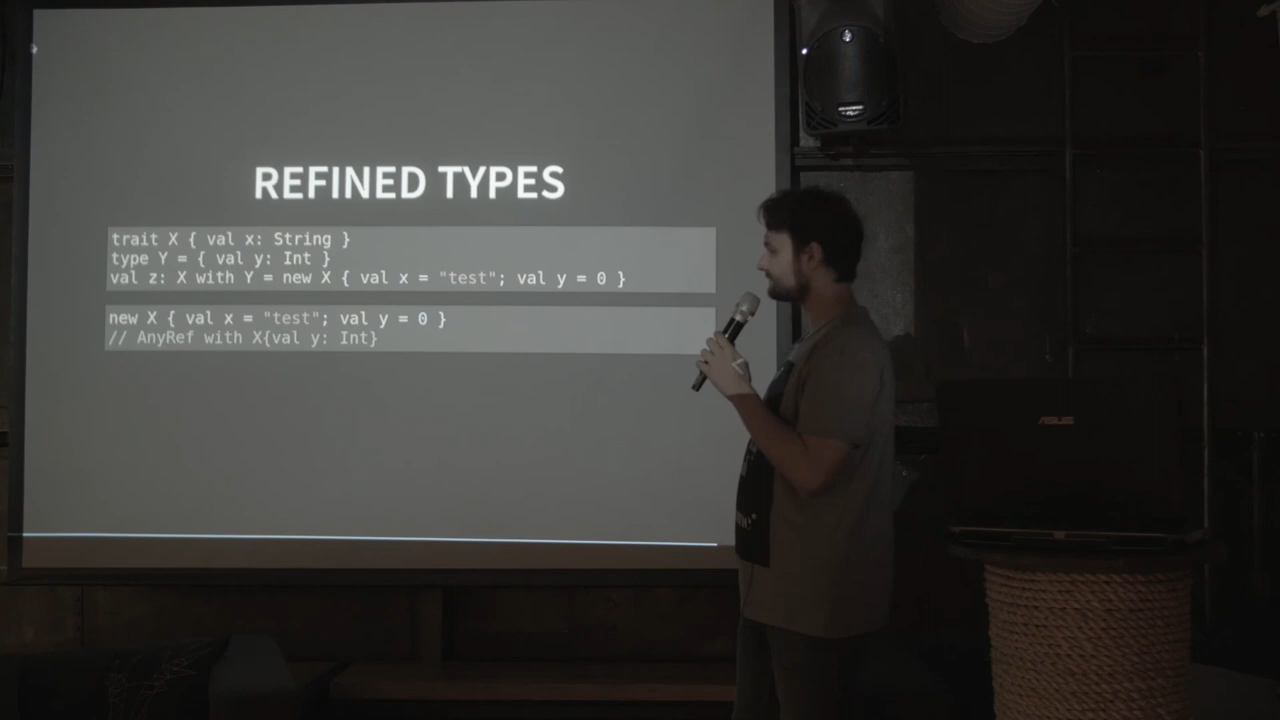 REFINED TYPES
trait X { val x: String }
type Y = { val y: Int }
val z: X with Y = new X { val x = "test"; val y = 0 }
new X { val x = "test"; val y = 0 }
// AnyRef with X{val y: Int}
ASUS